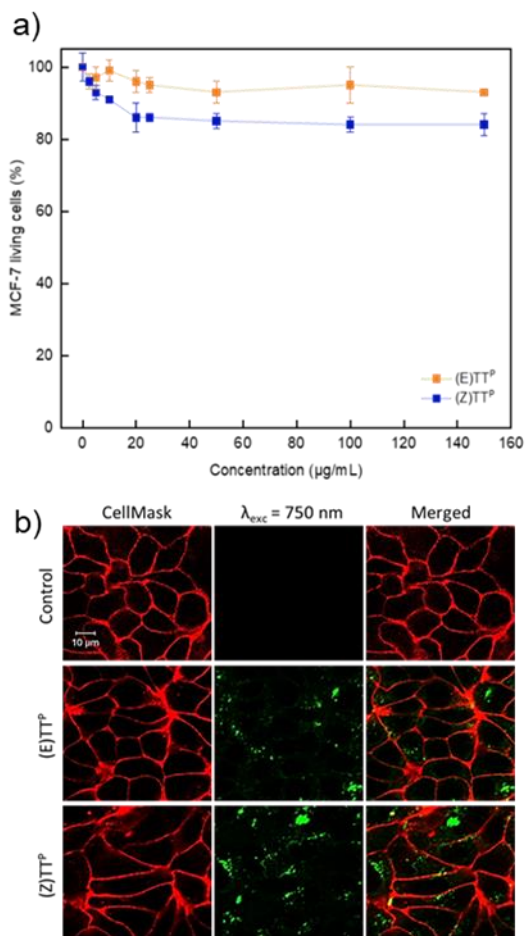 a)
100
80
60
40
20
0
MCF-7 living cells (%)
(E)TTᴾ
(Z)TTᴾ
0 20 40 60 80 100 120 140 160
Concentration (µg/mL)
b)
CellMask λexc = 750 nm Merged
Control
10 µm
(E)TTᴾ
(Z)TTᴾ